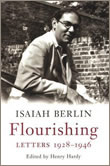 ISAIAH BERLIN
Flourishing
LETTERS 1928–1946
Edited by Henry Hardy